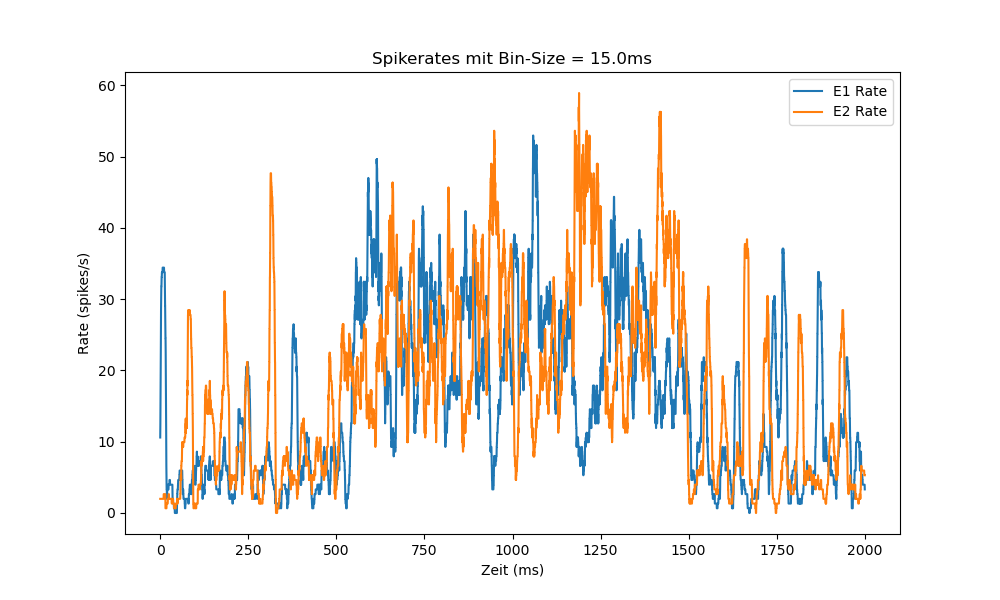 Spikerates mit Bin-Size = 15.0ms
E1 Rate
E2 Rate
Rate (spikes/s)
60
50
40
30
20
10
0
0 250 500 750 1000 1250 1500 1750 2000
Zeit (ms)